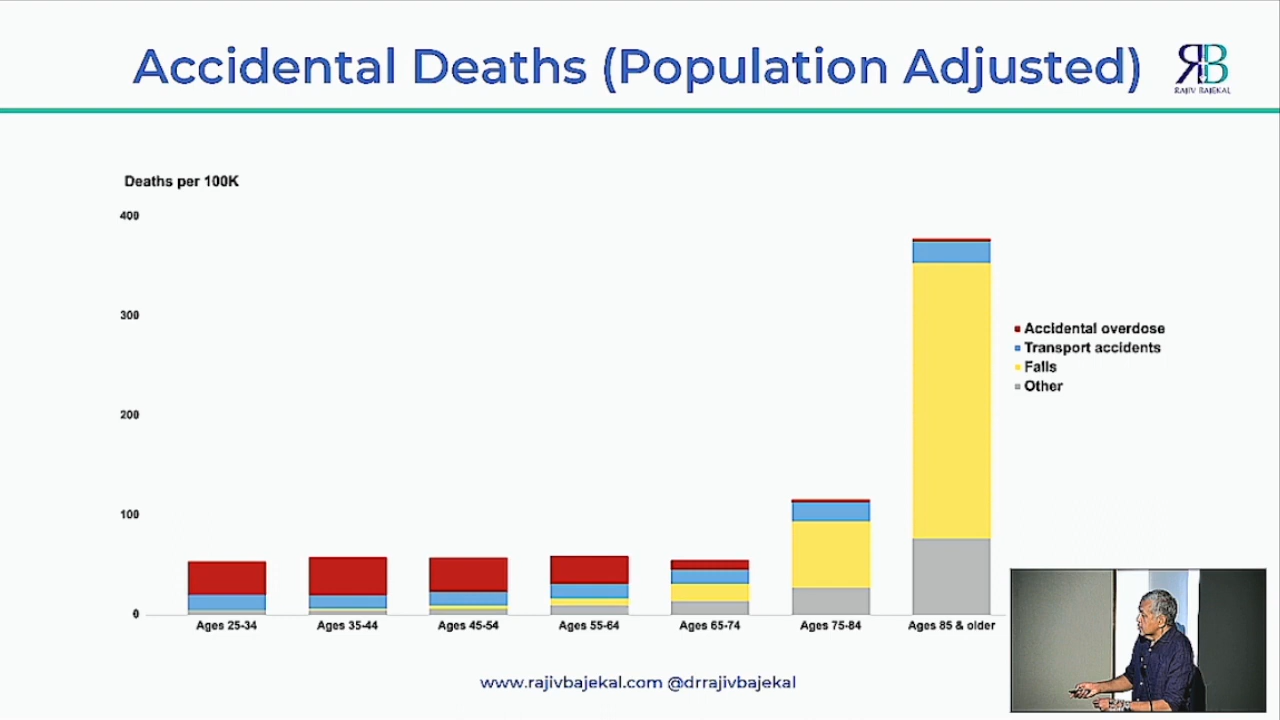 Accidental Deaths (Population Adjusted)
RB
RAJIV BAJEKAL
Deaths per 100K
400
300
200
100
0
Accidental overdose
Transport accidents
Falls
Other
Ages 25-34
Ages 35-44
Ages 45-54
Ages 55-64
Ages 65-74
Ages 75-84
Ages 85 & older
www.rajivbajekal.com @drrajivbajekal